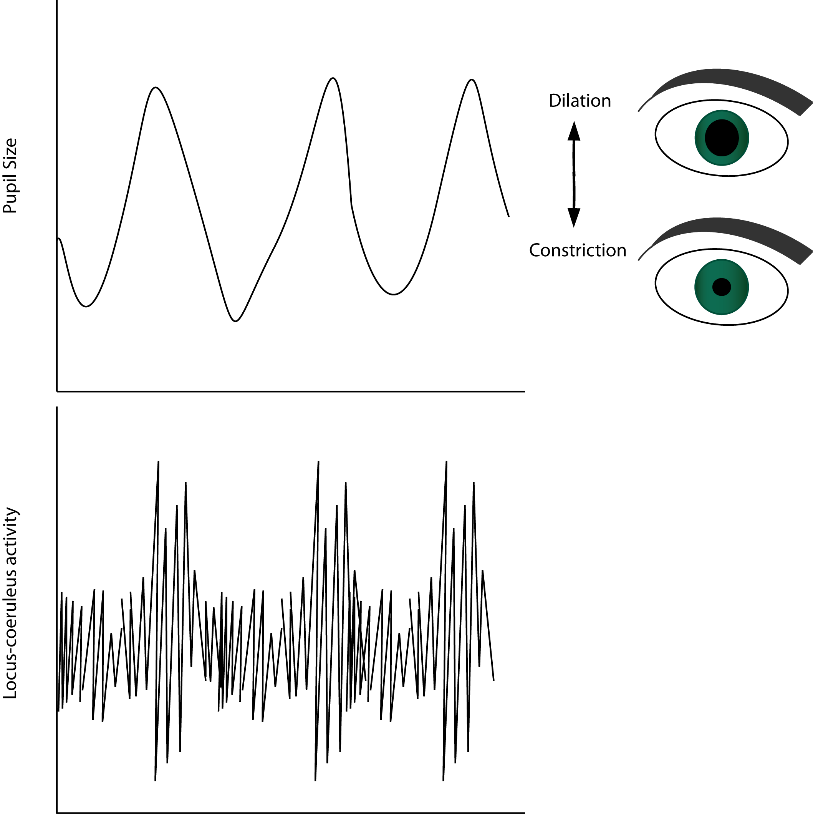 Pupil Size
Dilation
Constriction
Locus-coeruleus activity